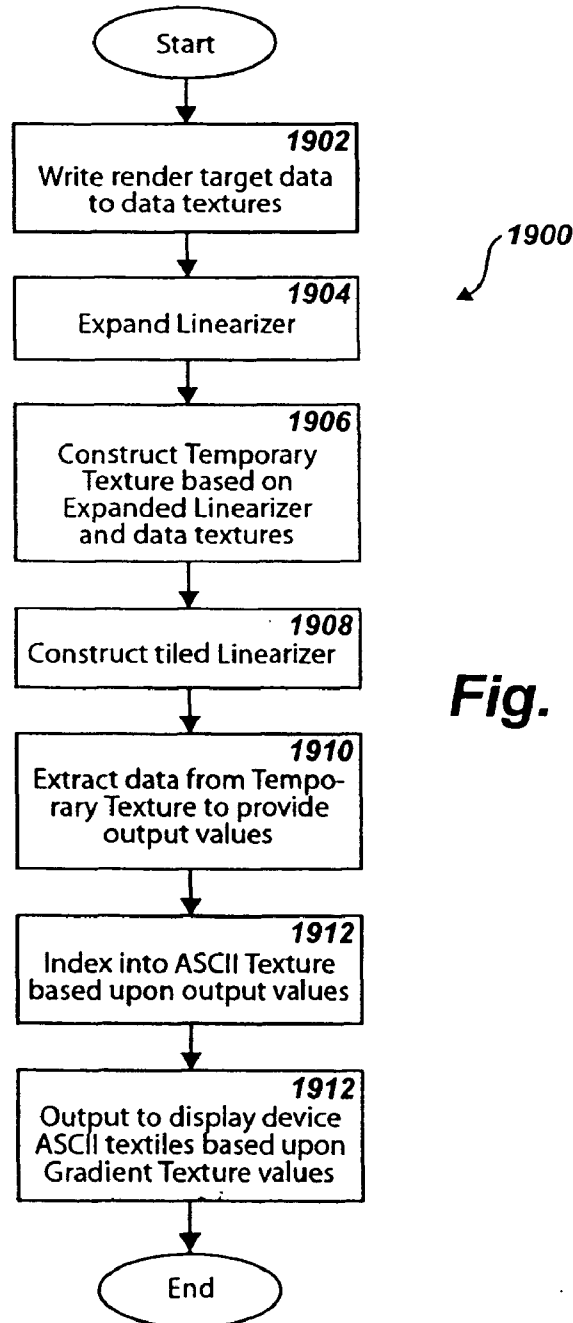 Start
1902
Write render target data
to data textures
1900
1904
Expand Linearizer
1906
Construct Temporary
Texture based on
Expanded Linearizer
and data textures
1908
Construct tiled Linearizer
Fig.
1910
Extract data from Tempo-
rary Texture to provide
output values
1912
Index into ASCII Texture
based upon output values
1912
Output to display device
ASCII textiles based upon
Gradient Texture values
End